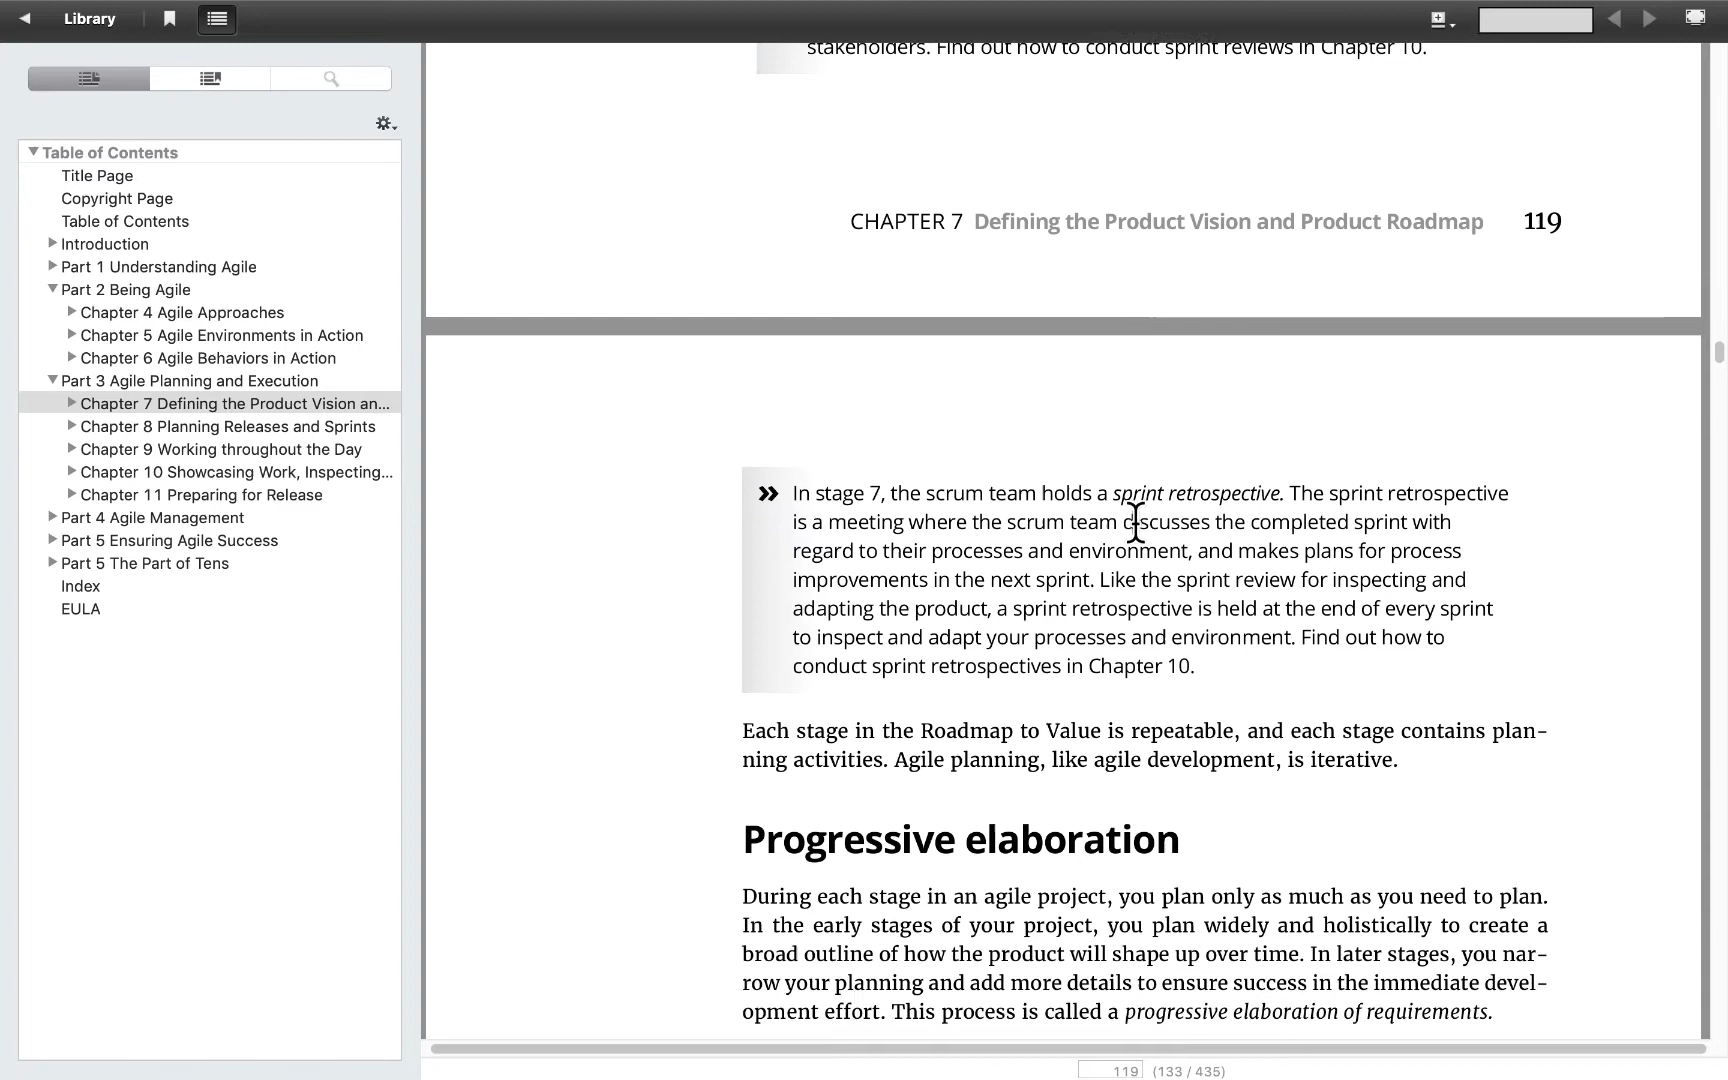 Library
Table of Contents
Title Page
Copyright Page
Table of Contents
Introduction
Part 1 Understanding Agile
Part 2 Being Agile
Chapter 4 Agile Approaches
Chapter 5 Agile Environments in Action
Chapter 6 Agile Behaviors in Action
Part 3 Agile Planning and Execution
Chapter 7 Defining the Product Vision an...
Chapter 8 Planning Releases and Sprints
Chapter 9 Working throughout the Day
Chapter 10 Showcasing Work, Inspecting...
Chapter 11 Preparing for Release
Part 4 Agile Management
Part 5 Ensuring Agile Success
Part 5 The Part of Tens
Index
EULA
stakeholders. Find out how to conduct sprint reviews in Chapter 10.
CHAPTER 7 Defining the Product Vision and Product Roadmap 119
» In stage 7, the scrum team holds a sprint retrospective. The sprint retrospective
is a meeting where the scrum team discusses the completed sprint with
regard to their processes and environment, and makes plans for process
improvements in the next sprint. Like the sprint review for inspecting and
adapting the product, a sprint retrospective is held at the end of every sprint
to inspect and adapt your processes and environment. Find out how to
conduct sprint retrospectives in Chapter 10.
Each stage in the Roadmap to Value is repeatable, and each stage contains plan-
ning activities. Agile planning, like agile development, is iterative.
Progressive elaboration
During each stage in an agile project, you plan only as much as you need to plan.
In the early stages of your project, you plan widely and holistically to create a
broad outline of how the product will shape up over time. In later stages, you nar-
row your planning and add more details to ensure success in the immediate devel-
opment effort. This process is called a progressive elaboration of requirements.
119 (133 / 435)